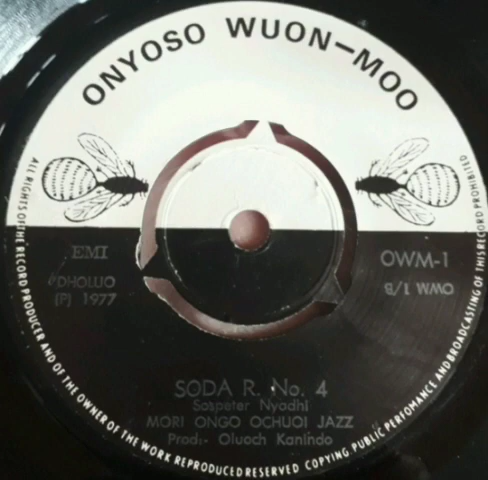 ONYOSO WUON-MOO
EMI
DHOLUO
(P) 1977
OWM-1
OWM 1/B
SODA R. No. 4
Sospeter Nyadhi
MORI ONGO OCHUOI JAZZ
Prod:- Oluoch Kanindo
ALL RIGHTS OF THE RECORD PRODUCER AND OF THE OWNER OF THE WORK REPRODUCED RESERVED COPYING PUBLIC PERFOMANCE AND BROADCASTING OF THIS RECORD PROHIBITED